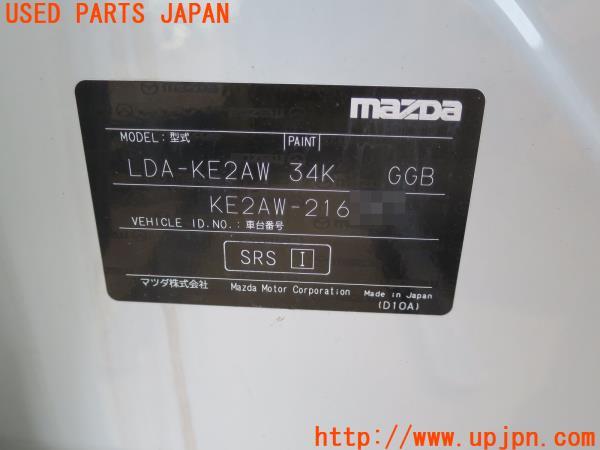 USED PARTS JAPAN
mazda
MODEL: 型式 PAINT
LDA-KE2AW 34K GGB
KE2AW-216
VEHICLE ID.NO.: 車台番号
SRS I
マツダ株式会社 Mazda Motor Corporation Made in Japan
(D10A)
http://www.upjpn.com/